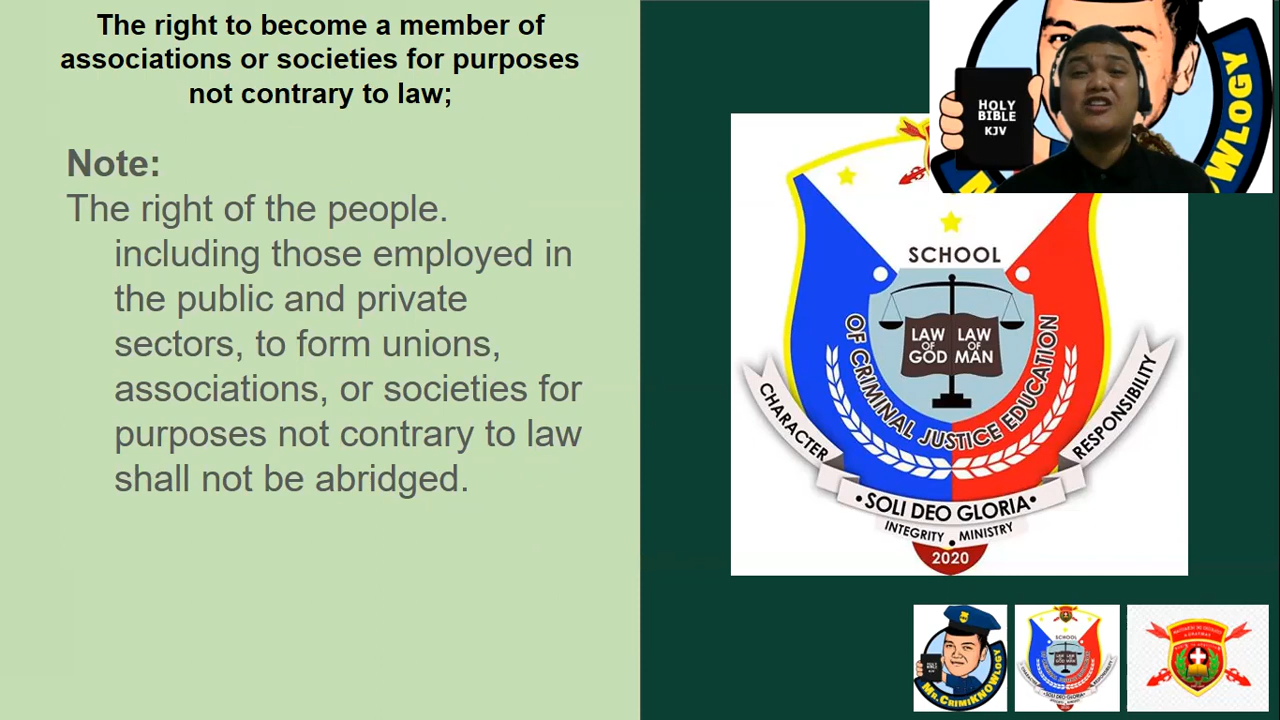 The right to become a member of
associations or societies for purposes
not contrary to law;
Note:
The right of the people.
including those employed in
the public and private
sectors, to form unions,
associations, or societies for
purposes not contrary to law
shall not be abridged.
HOLY
BIBLE
KJV
WLOGY
SCHOOL
OF CRIMINAL JUSTICE EDUCATION
LAW OF GOD
LAW OF MAN
CHARACTER
RESPONSIBILITY
•SOLI DEO GLORIA•
INTEGRITY • MINISTRY
2020
MR.CRIMIKNOWLOGY
SCHOOL